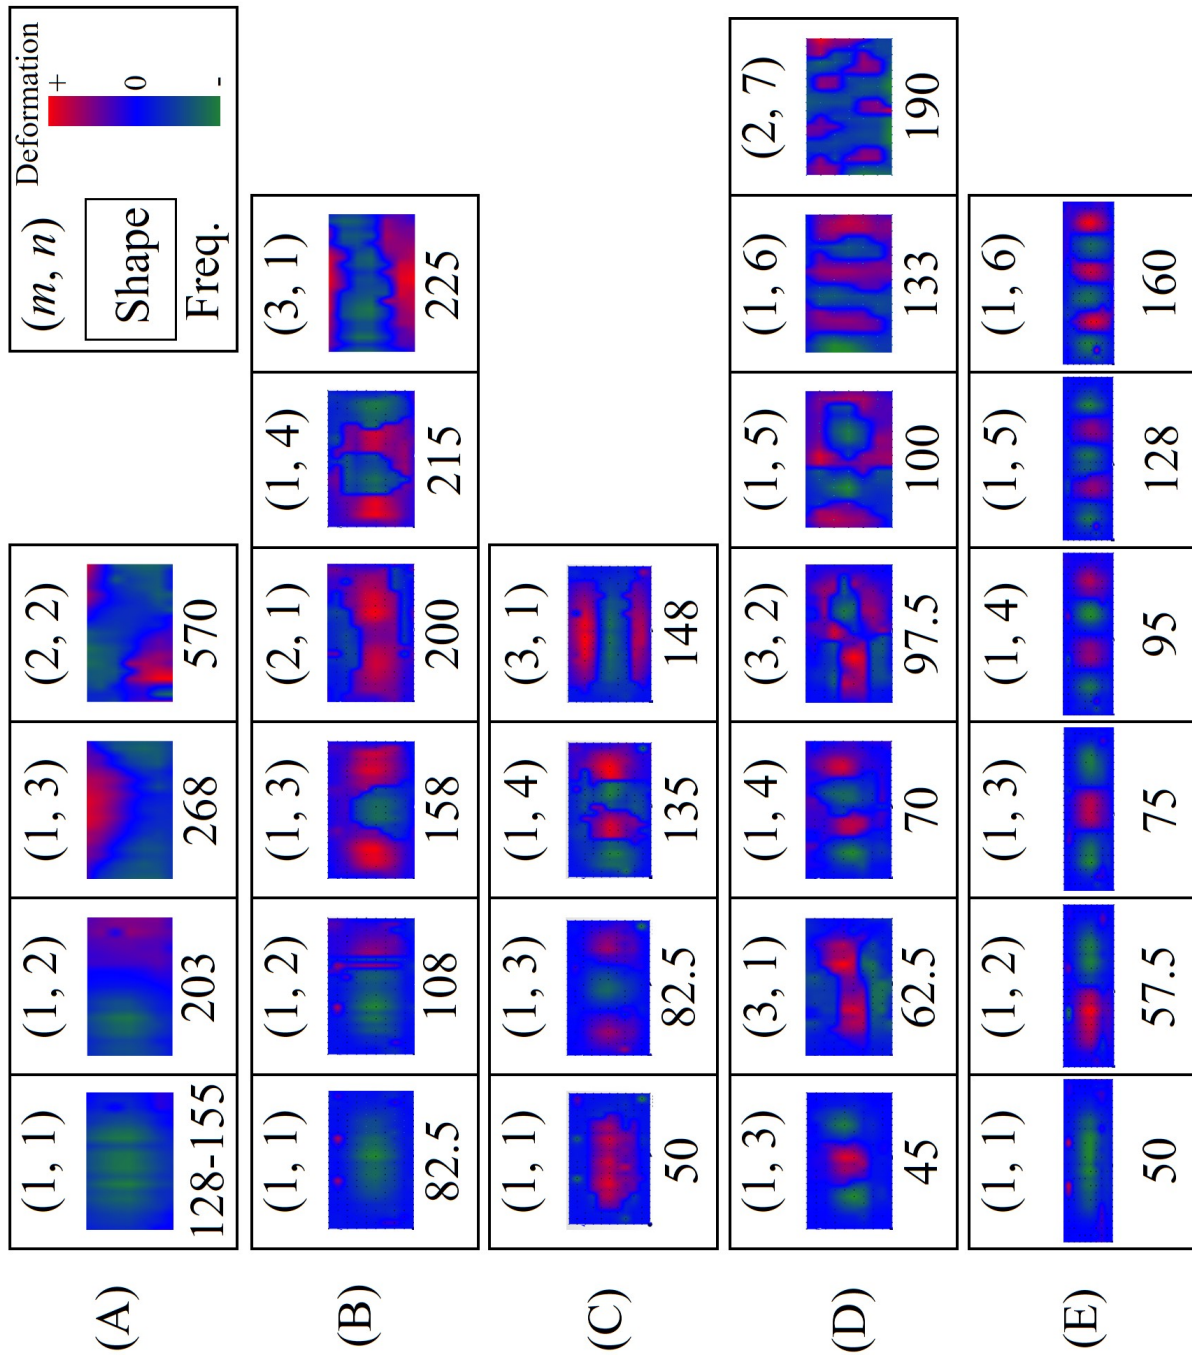 (m, n)
Shape
Freq.
Deformation
+
0
-
(A)
(1, 1) (1, 2) (1, 3) (2, 2)
128-155 203 268 570
(B)
(1, 1) (1, 2) (1, 3) (2, 1) (1, 4) (3, 1)
82.5 108 158 200 215 225
(C)
(1, 1) (1, 3) (1, 4) (3, 1)
50 82.5 135 148
(D)
(1, 3) (3, 1) (1, 4) (3, 2) (1, 5) (1, 6) (2, 7)
45 62.5 70 97.5 100 133 190
(E)
(1, 1) (1, 2) (1, 3) (1, 4) (1, 5) (1, 6)
50 57.5 75 95 128 160